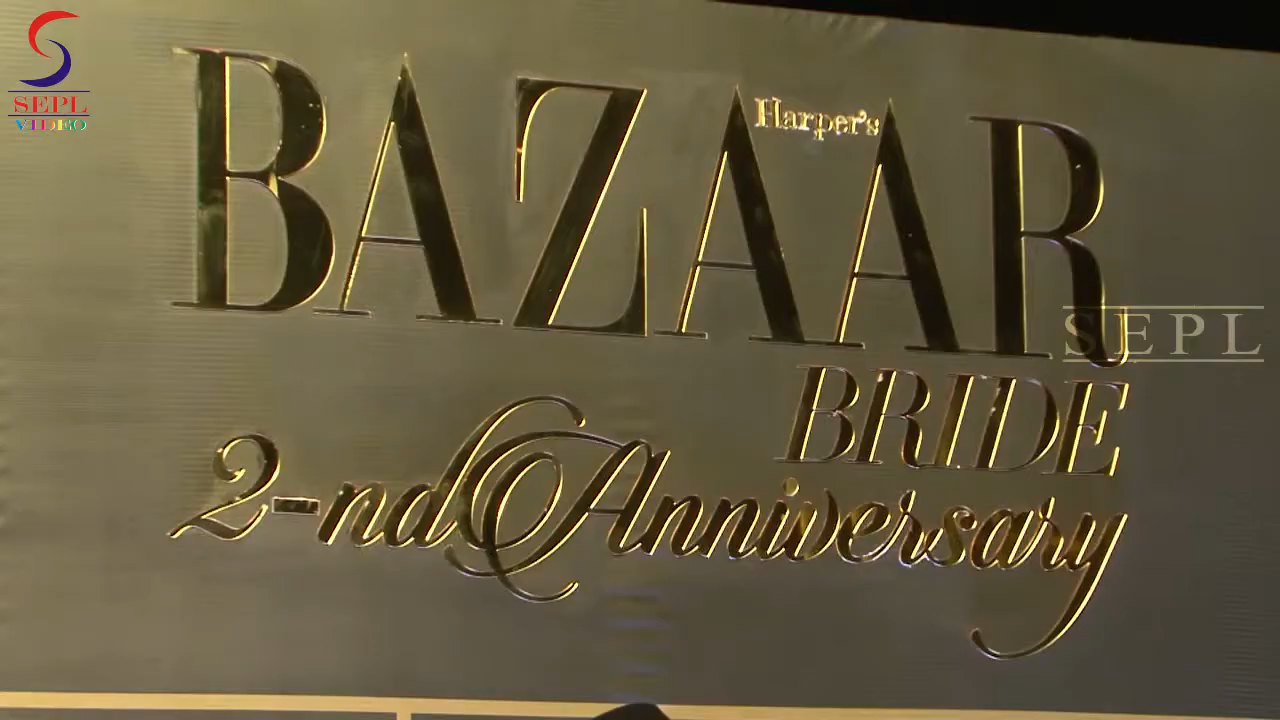 SEPL
VIDEO
Harper's
BAZAAR
SEPL
BRIDE
2-nd Anniversary